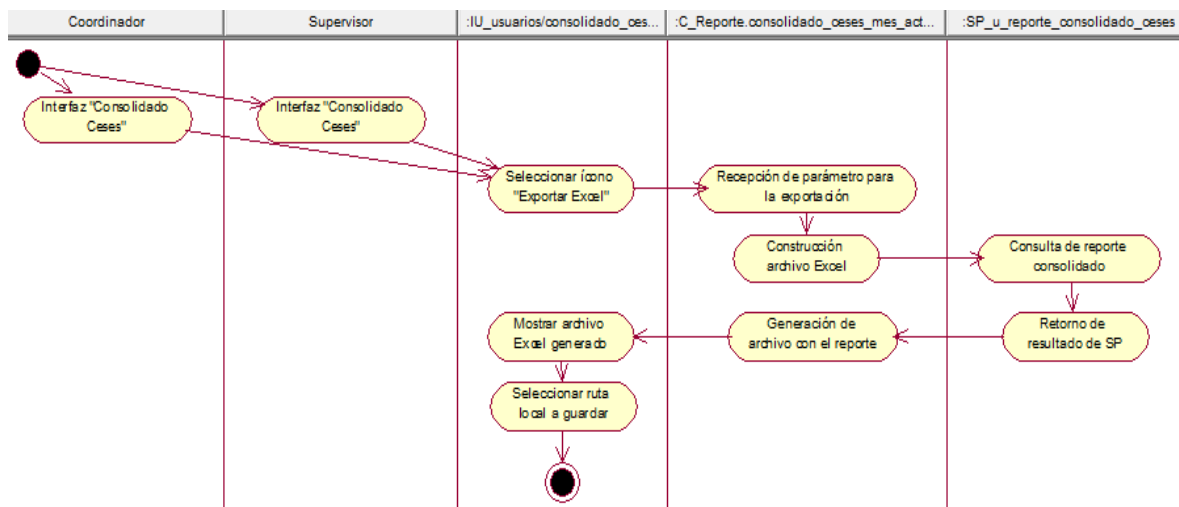 Coordinador
Supervisor
:IU_usuarios/consolidado_ces...
:C_Reporte.consolidado_ceses_mes_act...
:SP_u_reporte_consolidado_ceses
Interfaz "Consolidado
Ceses"
Interfaz "Consolidado
Ceses"
Seleccionar ícono
"Exportar Excel"
Recepción de parámetro para
la exportación
Construcción
archivo Excel
Consulta de reporte
consolidado
Mostrar archivo
Excel generado
Generación de
archivo con el reporte
Retorno de
resultado de SP
Seleccionar ruta
local a guardar